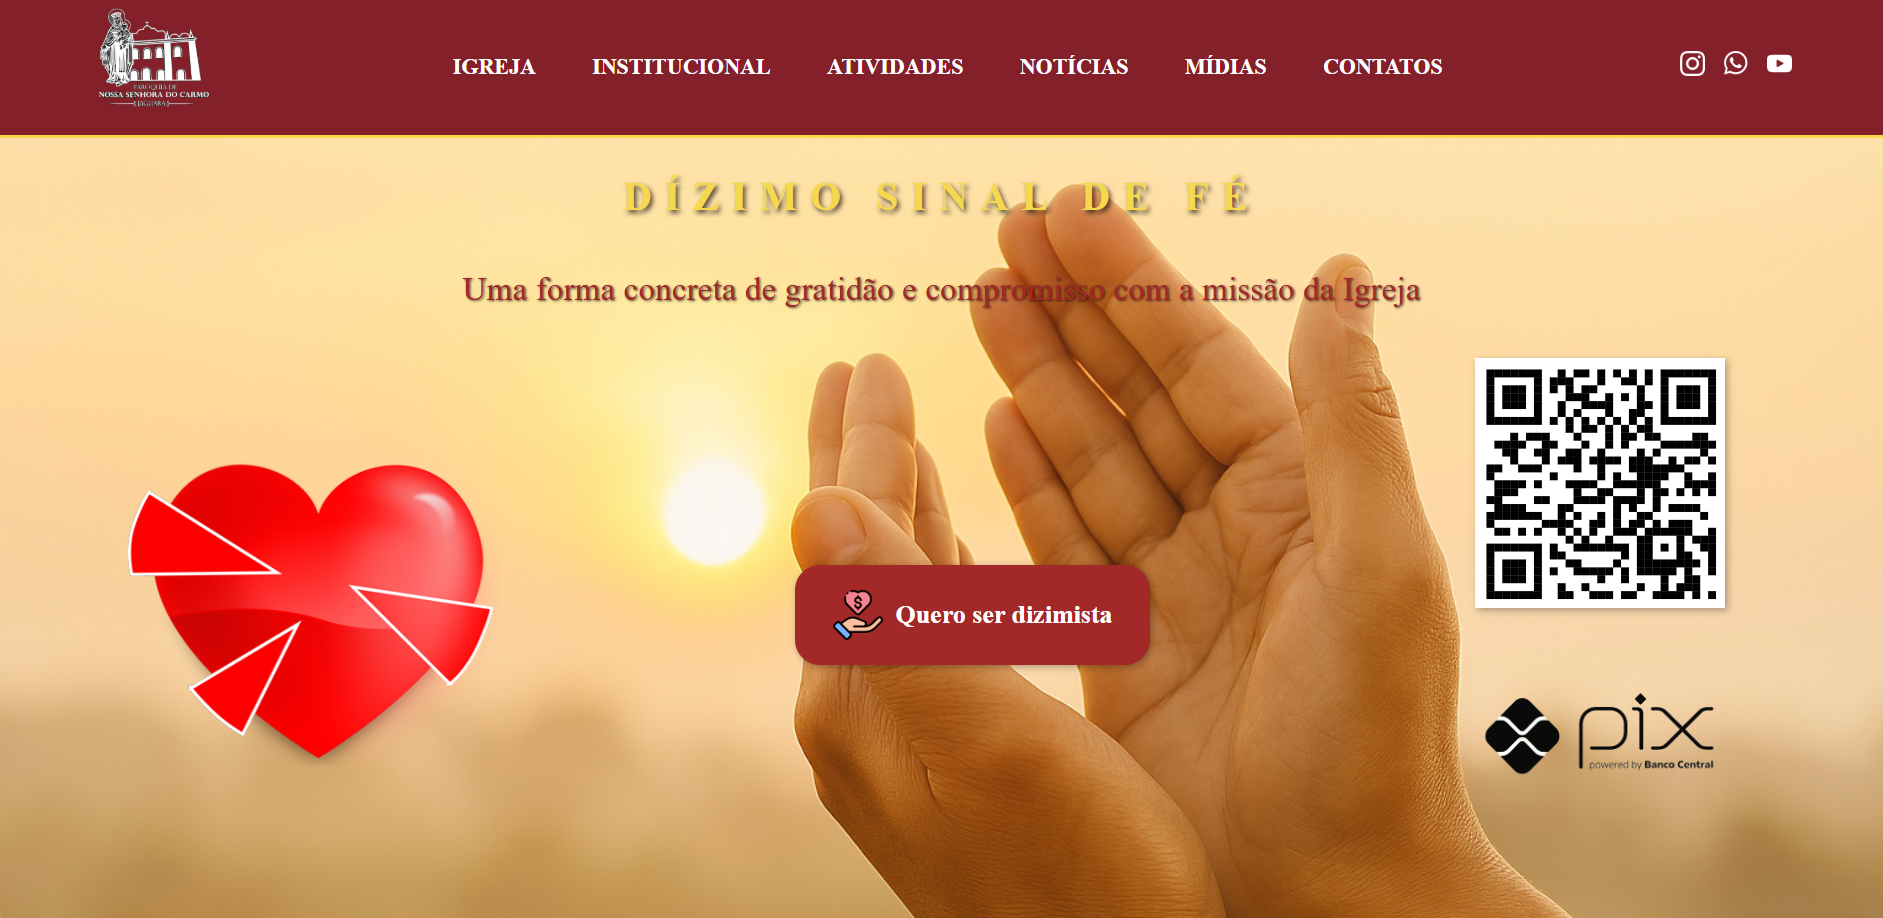 PAROQUIA DE
NOSSA SENHORA DO CARMO
JAGUARA
IGREJA INSTITUCIONAL ATIVIDADES NOTÍCIAS MÍDIAS CONTATOS
DÍZIMO SINAL DE FÉ
Uma forma concreta de gratidão e compromisso com a missão da Igreja
$ Quero ser dizimista
pix
powered by Banco Central